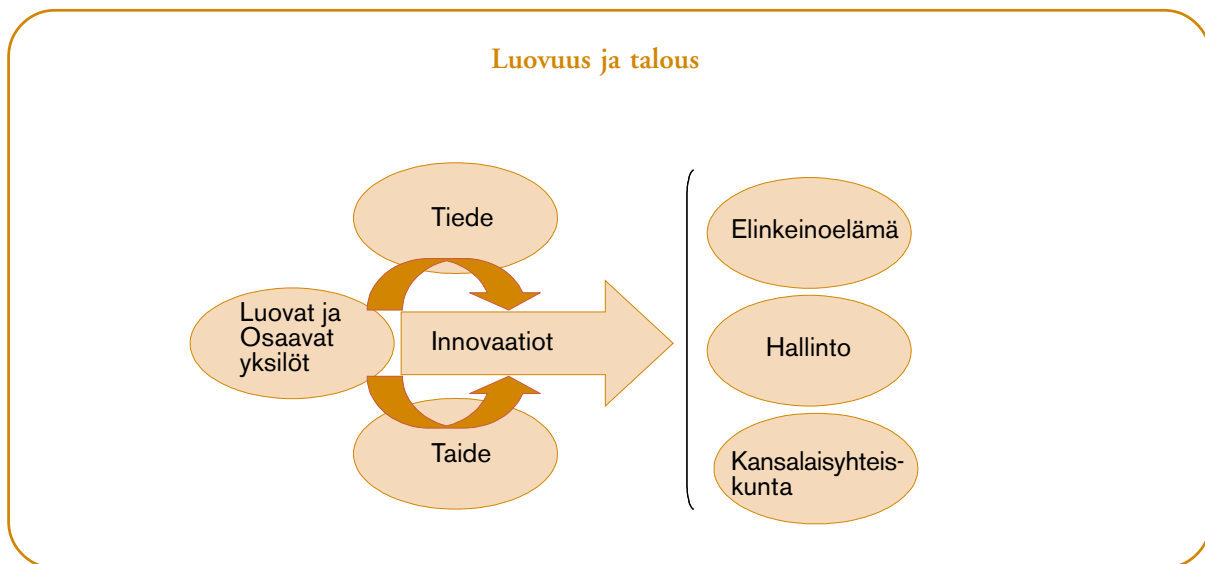 Luovuus ja talous
Tiede
Luovat ja
Osaavat
yksilöt
Innovaatiot
Taide
Elinkeinoelämä
Hallinto
Kansalaisyhteis-
kunta